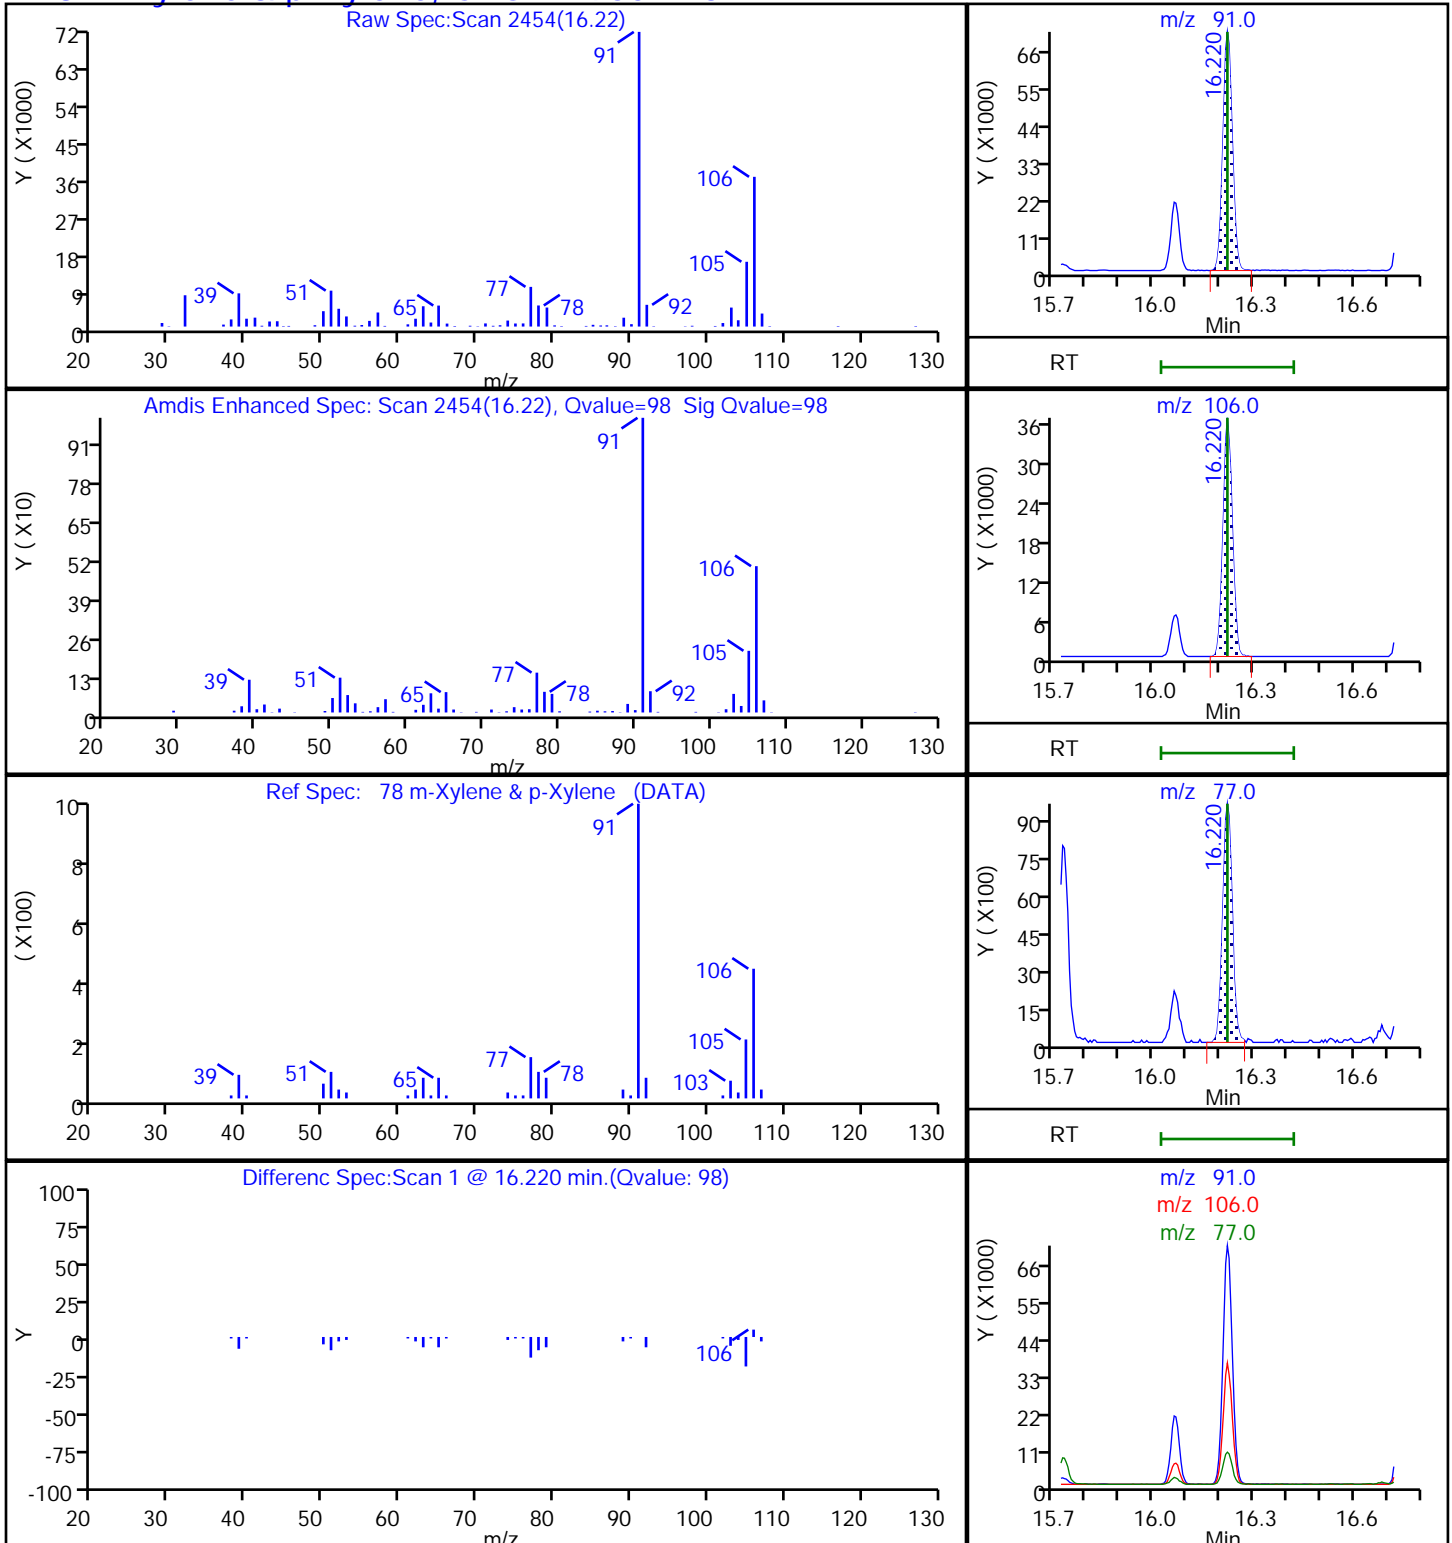 Raw Spec:Scan 2454(16.22)
Y ( X1000)
72
63
54
45
36
27
18
9
0
91
106
105
39
51
65
77
78
92
20 30 40 50 60 70 80 90 100 110 120 130
m/z
m/z 91.0
Y ( X1000)
66
55
44
33
22
11
0
16.220
15.7 16.0 16.3 16.6
Min
RT
Amdis Enhanced Spec: Scan 2454(16.22), Qvalue=98 Sig Qvalue=98
Y ( X10)
91
78
65
52
39
26
13
0
91
106
105
39
51
65
77
78
92
20 30 40 50 60 70 80 90 100 110 120 130
m/z
m/z 106.0
Y ( X1000)
36
30
24
18
12
6
0
16.220
15.7 16.0 16.3 16.6
Min
RT
Ref Spec: 78 m-Xylene & p-Xylene (DATA)
( X100)
10
8
6
4
2
0
91
106
105
103
39
51
65
77
78
20 30 40 50 60 70 80 90 100 110 120 130
m/z 77.0
Y ( X100)
90
75
60
45
30
15
0
16.220
15.7 16.0 16.3 16.6
Min
RT
Differenc Spec:Scan 1 @ 16.220 min.(Qvalue: 98)
Y
100
75
50
25
0
-25
-50
-75
-100
106
20 30 40 50 60 70 80 90 100 110 120 130
m/z
m/z 91.0
m/z 106.0
m/z 77.0
Y ( X1000)
66
55
44
33
22
11
0
15.7 16.0 16.3 16.6
Min